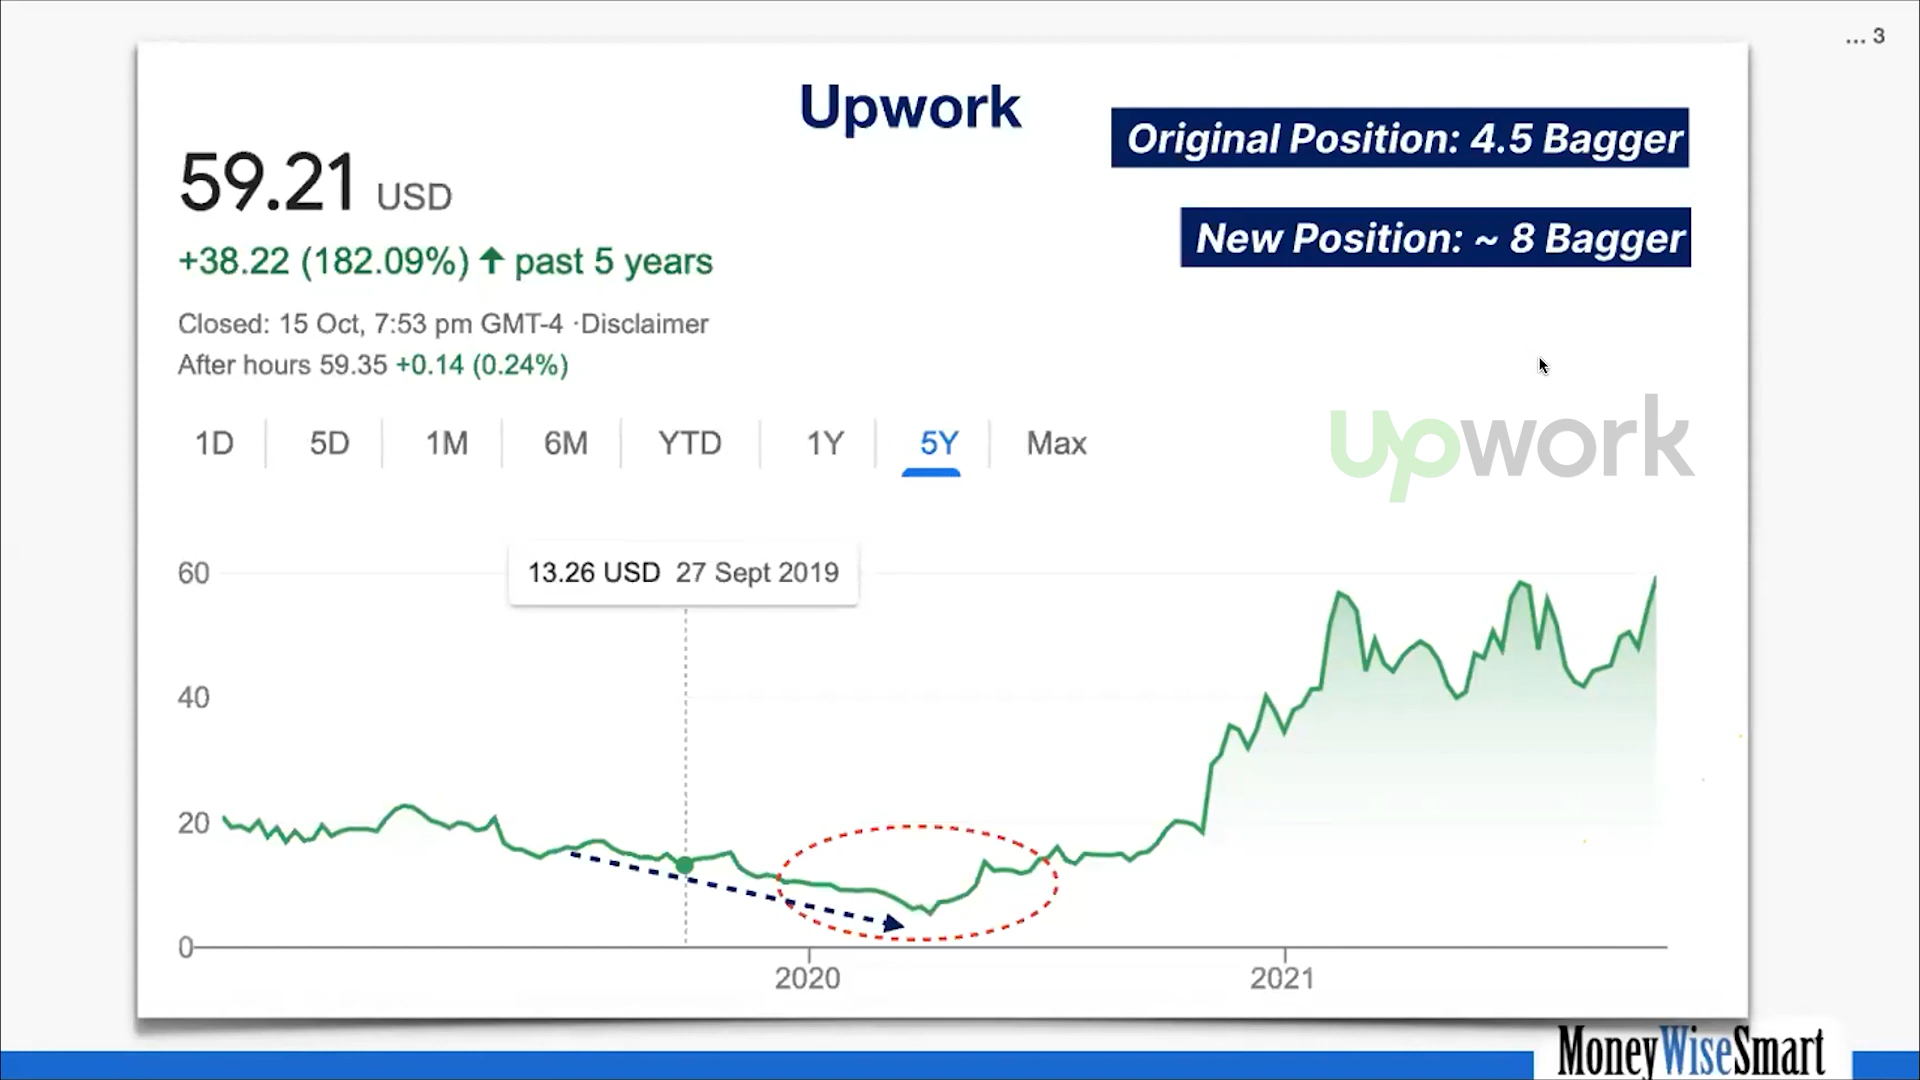 ... 3
Upwork
Original Position: 4.5 Bagger
New Position: ~ 8 Bagger
59.21 USD
+38.22 (182.09%) ↑ past 5 years
Closed: 15 Oct, 7:53 pm GMT-4 ·Disclaimer
After hours 59.35 +0.14 (0.24%)
1D 5D 1M 6M YTD 1Y 5Y Max
upwork
13.26 USD 27 Sept 2019
60
40
20
0
2020 2021
MoneyWiseSmart